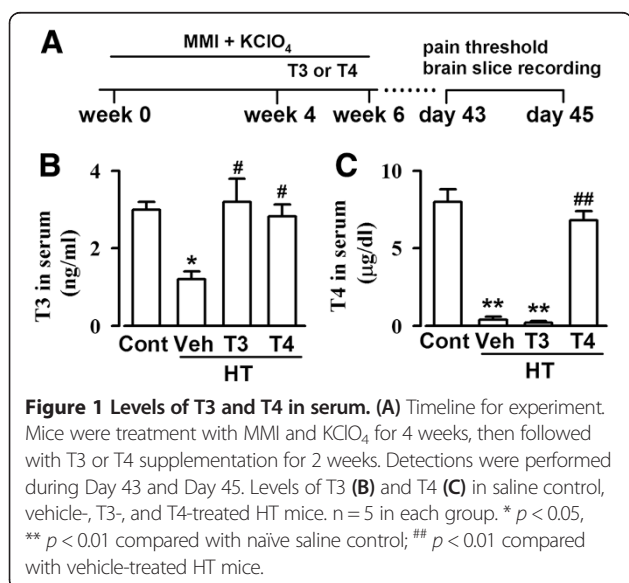 A
MMI + KClO₄
T3 or T4
pain threshold
brain slice recording
week 0 week 4 week 6 day 43 day 45
B
T3 in serum
(ng/ml)
4
2
0
*
#
#
Cont Veh T3 T4
HT
C
T4 in serum
(µg/dl)
10
5
0
**
**
##
Cont Veh T3 T4
HT
Figure 1 Levels of T3 and T4 in serum. (A) Timeline for experiment.
Mice were treatment with MMI and KClO₄ for 4 weeks, then followed
with T3 or T4 supplementation for 2 weeks. Detections were performed
during Day 43 and Day 45. Levels of T3 (B) and T4 (C) in saline control,
vehicle-, T3-, and T4-treated HT mice. n = 5 in each group. * p < 0.05,
** p < 0.01 compared with naïve saline control; ## p < 0.01 compared
with vehicle-treated HT mice.